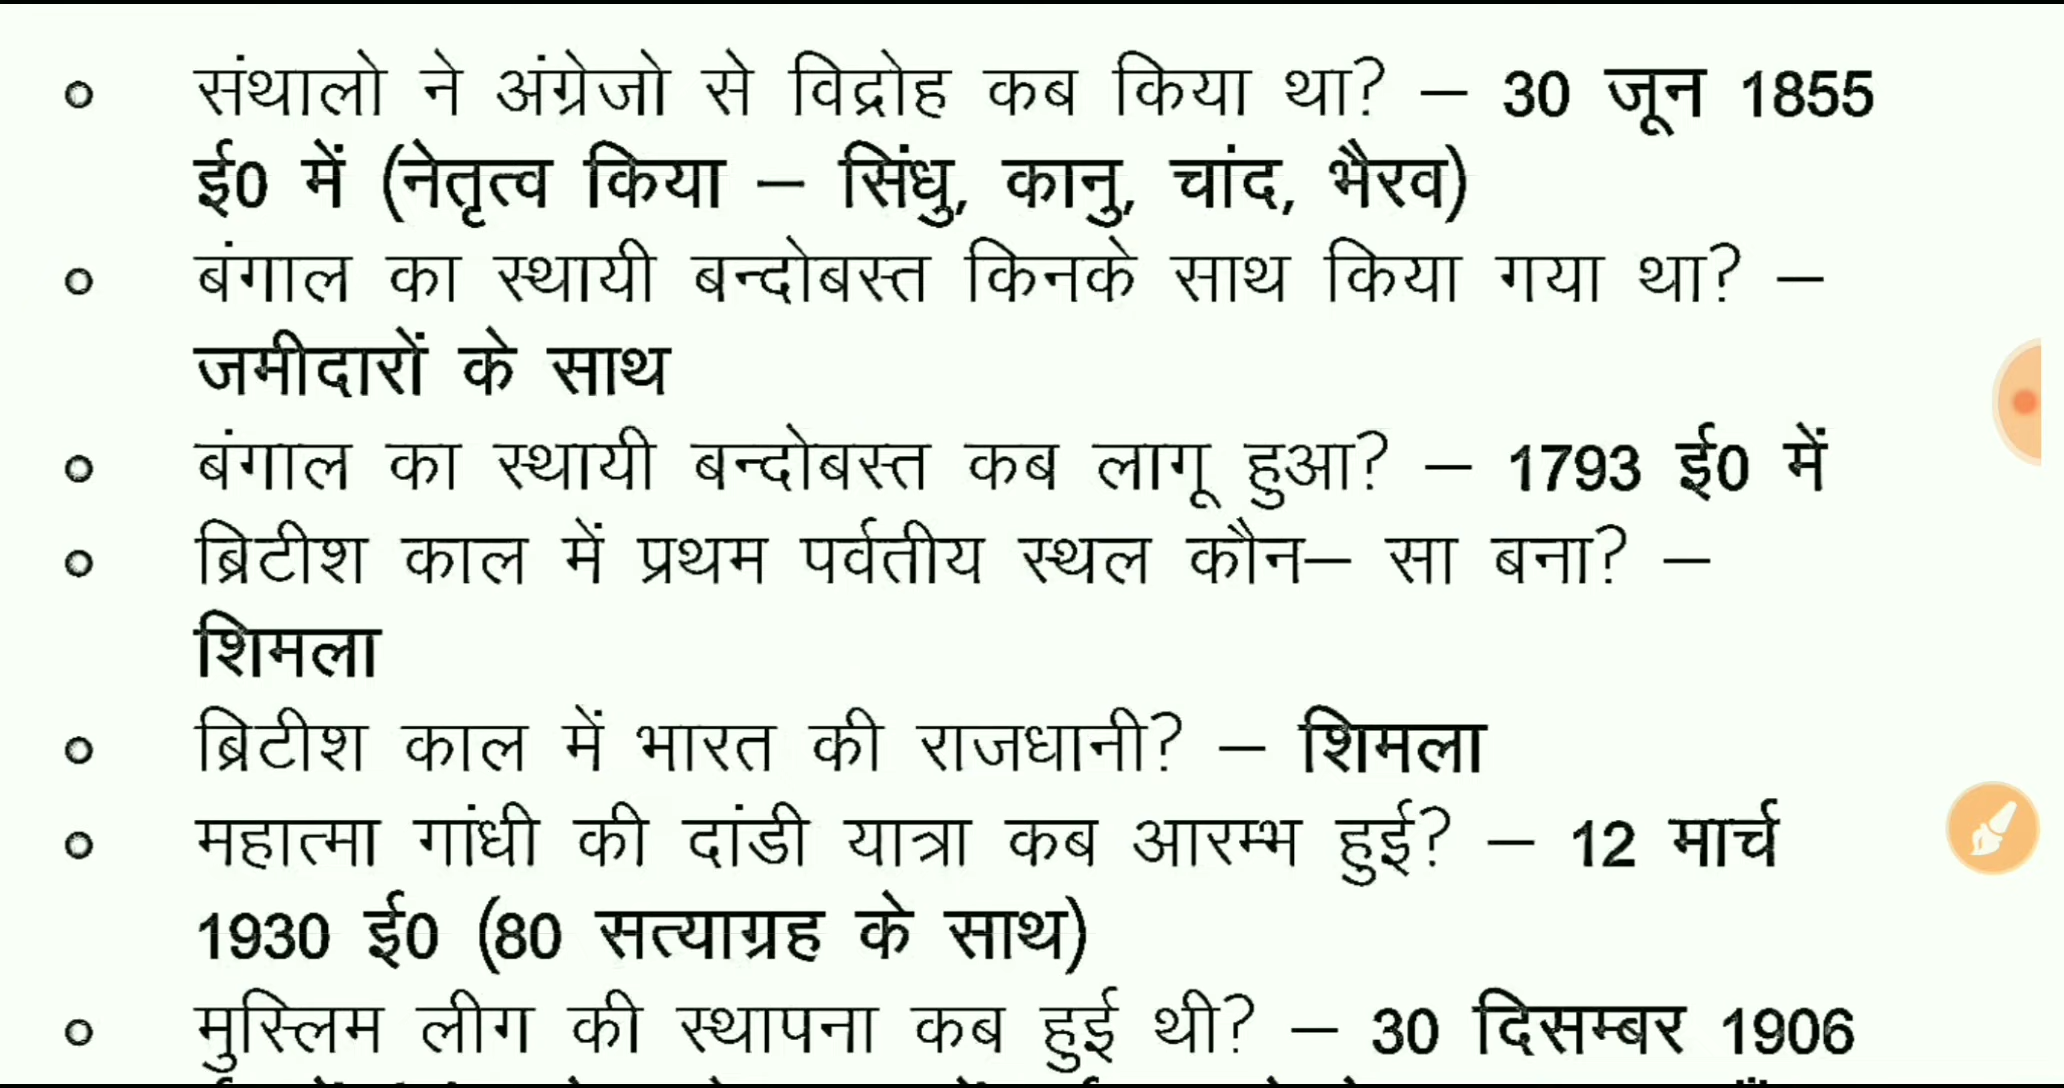 संथालो ने अंग्रेजो से विद्रोह कब किया था? – 30 जून 1855
ई0 में (नेतृत्व किया – सिंधु, कानु, चांद, भैरव)
बंगाल का स्थायी बन्दोबस्त किनके साथ किया गया था? –
जमीदारों के साथ
बंगाल का स्थायी बन्दोबस्त कब लागू हुआ? – 1793 ई0 में
ब्रिटीश काल में प्रथम पर्वतीय स्थल कौन– सा बना? –
शिमला
ब्रिटीश काल में भारत की राजधानी? – शिमला
महात्मा गांधी की दांडी यात्रा कब आरम्भ हुई? – 12 मार्च
1930 ई0 (80 सत्याग्रह के साथ)
मुस्लिम लीग की स्थापना कब हुई थी? – 30 दिसम्बर 1906